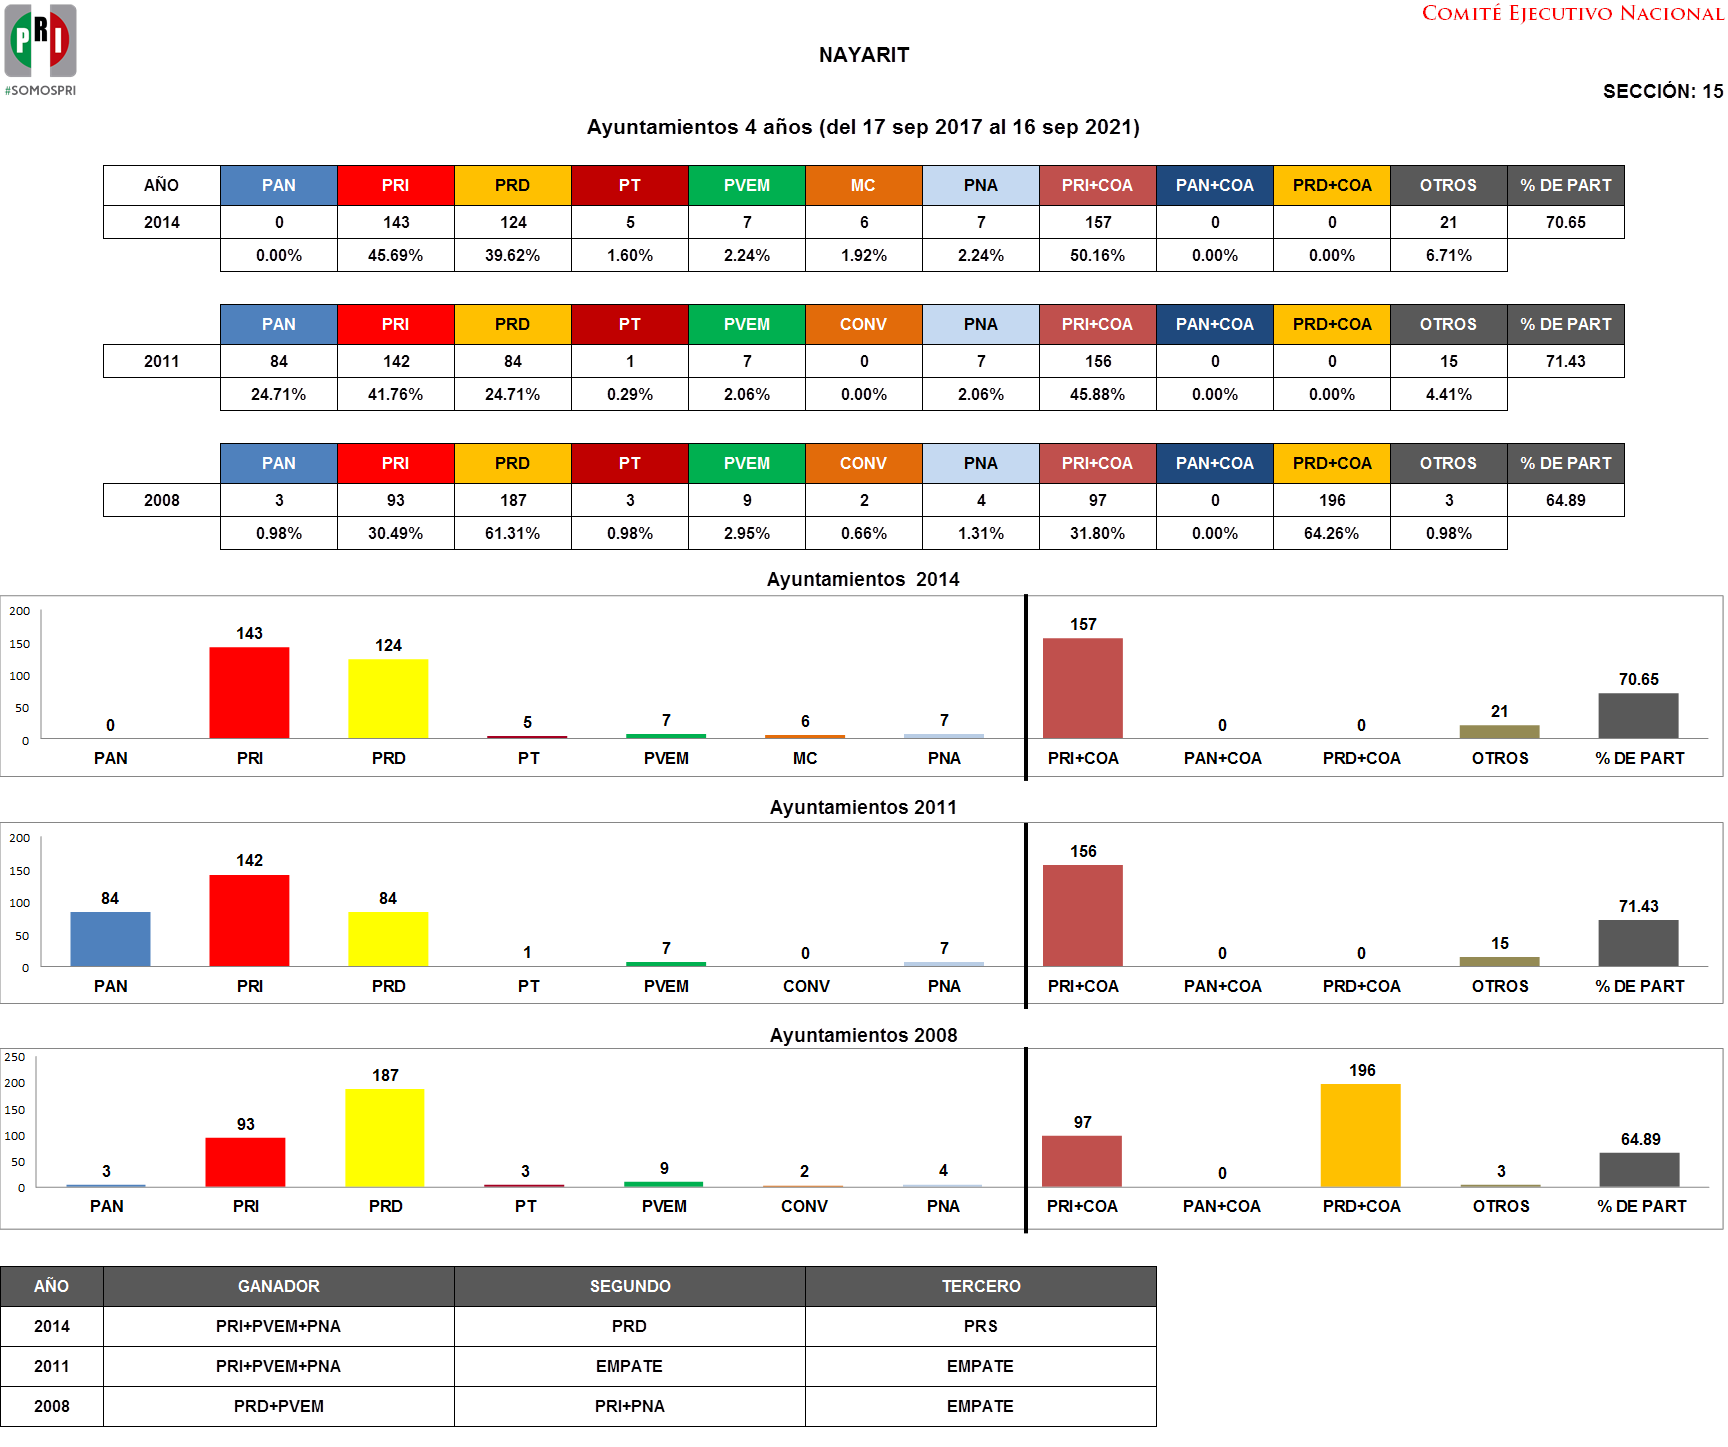 COMITÉ EJECUTIVO NACIONAL
PRI
#SOMOSPRI
NAYARIT
SECCIÓN: 15
Ayuntamientos 4 años (del 17 sep 2017 al 16 sep 2021)
AÑO PAN PRI PRD PT PVEM MC PNA PRI+COA PAN+COA PRD+COA OTROS % DE PART
2014 0 143 124 5 7 6 7 157 0 0 21 70.65
0.00% 45.69% 39.62% 1.60% 2.24% 1.92% 2.24% 50.16% 0.00% 0.00% 6.71%
PAN PRI PRD PT PVEM CONV PNA PRI+COA PAN+COA PRD+COA OTROS % DE PART
2011 84 142 84 1 7 0 7 156 0 0 15 71.43
24.71% 41.76% 24.71% 0.29% 2.06% 0.00% 2.06% 45.88% 0.00% 0.00% 4.41%
PAN PRI PRD PT PVEM CONV PNA PRI+COA PAN+COA PRD+COA OTROS % DE PART
2008 3 93 187 3 9 2 4 97 0 196 3 64.89
0.98% 30.49% 61.31% 0.98% 2.95% 0.66% 1.31% 31.80% 0.00% 64.26% 0.98%
Ayuntamientos 2014
200
150
100
50
0
0 143 124 5 7 6 7 157 0 0 21 70.65
PAN PRI PRD PT PVEM MC PNA PRI+COA PAN+COA PRD+COA OTROS % DE PART
Ayuntamientos 2011
200
150
100
50
0
84 142 84 1 7 0 7 156 0 0 15 71.43
PAN PRI PRD PT PVEM CONV PNA PRI+COA PAN+COA PRD+COA OTROS % DE PART
Ayuntamientos 2008
250
200
150
100
50
0
3 93 187 3 9 2 4 97 0 196 3 64.89
PAN PRI PRD PT PVEM CONV PNA PRI+COA PAN+COA PRD+COA OTROS % DE PART
AÑO GANADOR SEGUNDO TERCERO
2014 PRI+PVEM+PNA PRD PRS
2011 PRI+PVEM+PNA EMPATE EMPATE
2008 PRD+PVEM PRI+PNA EMPATE